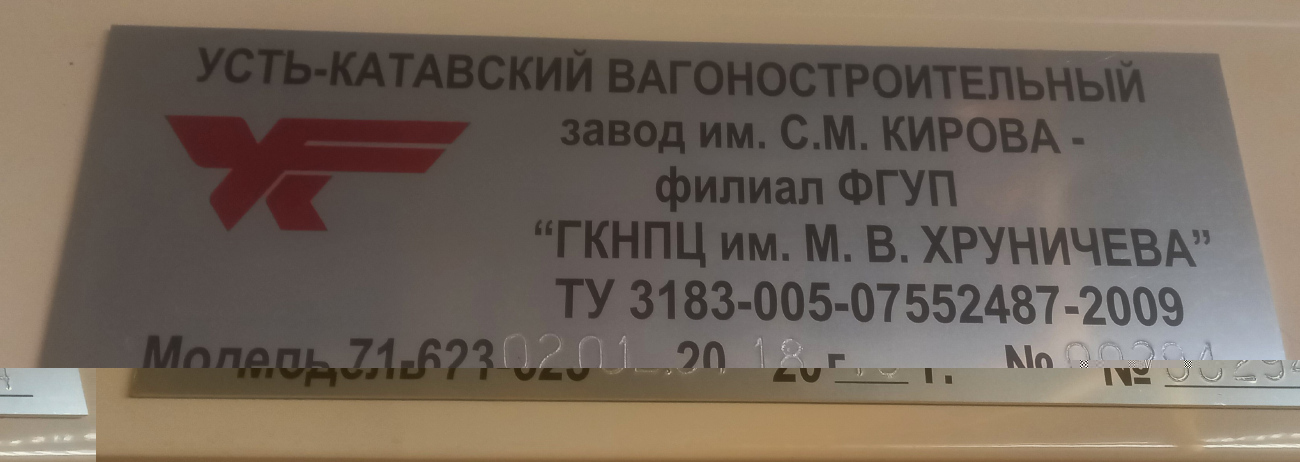 УСТЬ-КАТАВСКИЙ ВАГОНОСТРОИТЕЛЬНЫЙ
завод им. С.М. КИРОВА -
филиал ФГУП
“ГКНПЦ им. М. В. ХРУНИЧЕВА”
ТУ 3183-005-07552487-2009
Модель 71-623 02.01 20 18 г. №